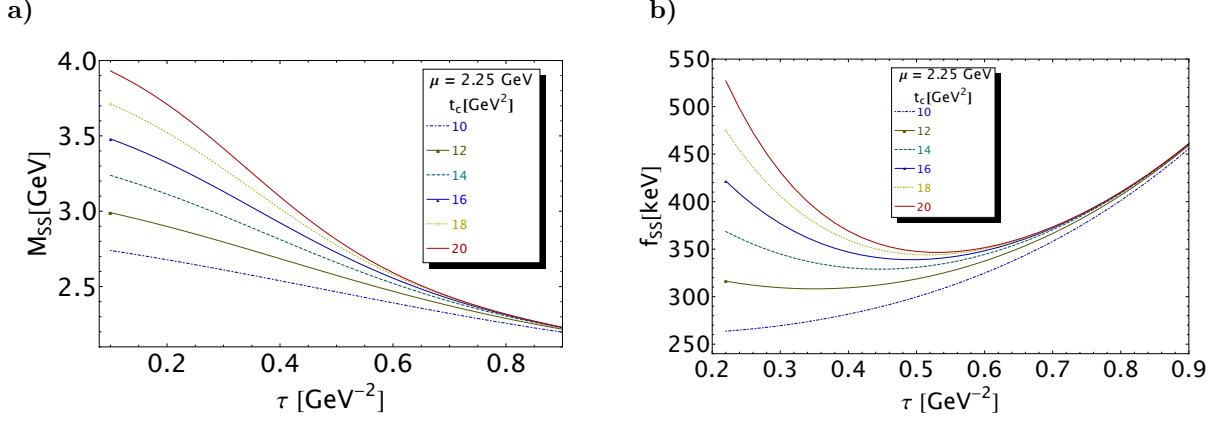 a)
4.0
3.5
3.0
2.5
M_SS[GeV]
μ = 2.25 GeV
t_c[GeV²]
10
12
14
16
18
20
0.2 0.4 0.6 0.8
τ [GeV⁻²]
b)
550
500
450
400
350
300
250
f_SS[keV]
μ = 2.25 GeV
t_c[GeV²]
10
12
14
16
18
20
0.2 0.3 0.4 0.5 0.6 0.7 0.8 0.9
τ [GeV⁻²]